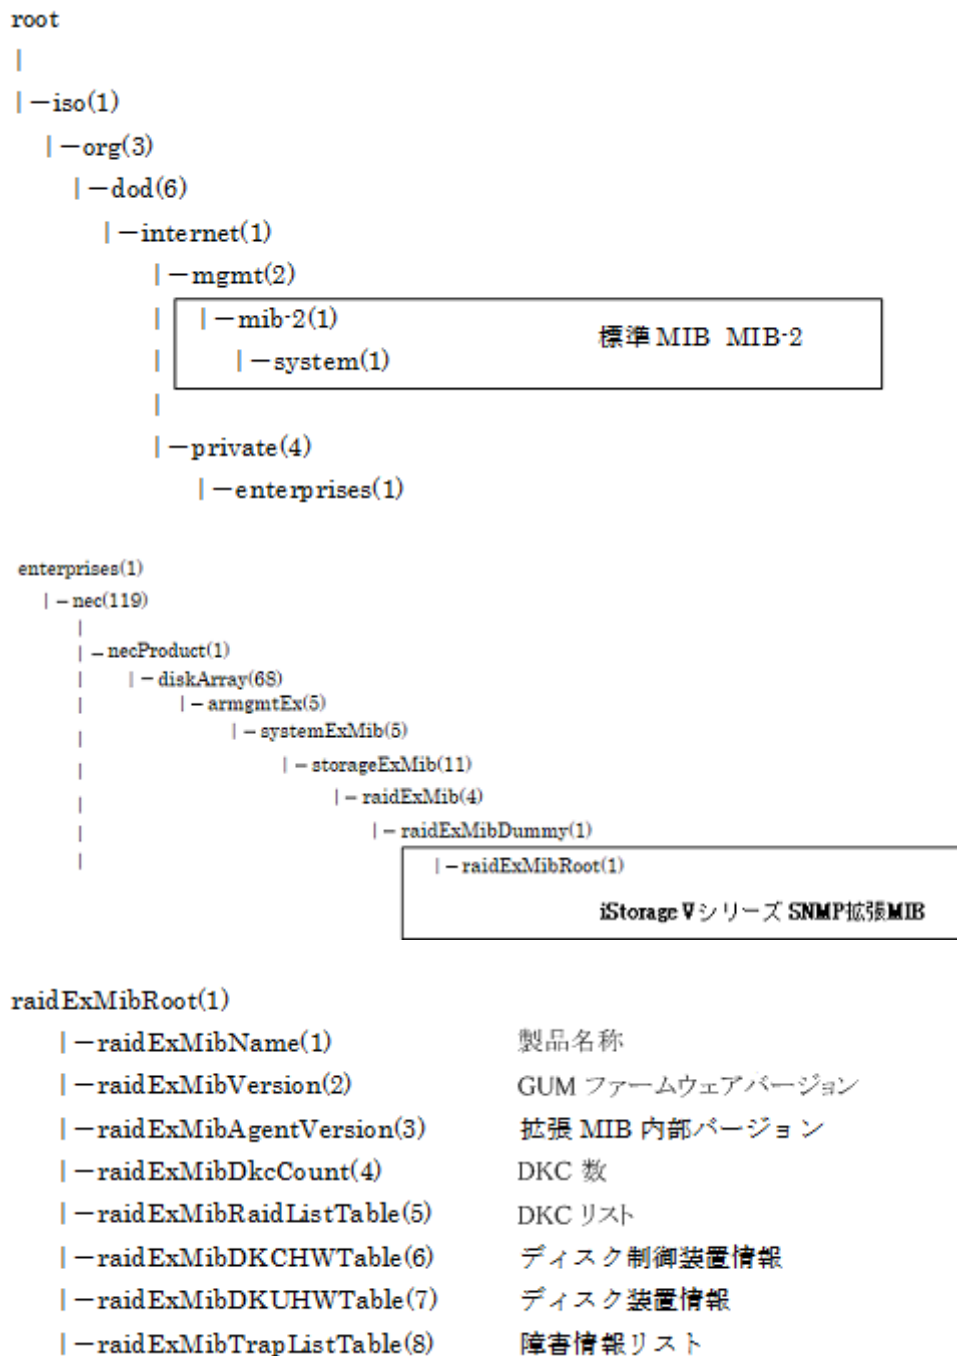 root
|
|－iso(1)
|－org(3)
|－dod(6)
|－internet(1)
|－mgmt(2)
| |－mib-2(1) 標準 MIB MIB-2
| |－system(1)
|
|－private(4)
|－enterprises(1)
enterprises(1)
|－nec(119)
|
|－necProduct(1)
| |－diskArray(68)
| |－armgmtEx(5)
| |－systemExMib(5)
| |－storageExMib(11)
| |－raidExMib(4)
| |－raidExMibDummy(1)
| |－raidExMibRoot(1)
iStorage Vシリーズ SNMP拡張MIB
raidExMibRoot(1)
|－raidExMibName(1) 製品名称
|－raidExMibVersion(2) GUM ファームウェアバージョン
|－raidExMibAgentVersion(3) 拡張 MIB 内部バージョン
|－raidExMibDkcCount(4) DKC 数
|－raidExMibRaidListTable(5) DKC リスト
|－raidExMibDKCHWTable(6) ディスク制御装置情報
|－raidExMibDKUHWTable(7) ディスク装置情報
|－raidExMibTrapListTable(8) 障害情報リスト